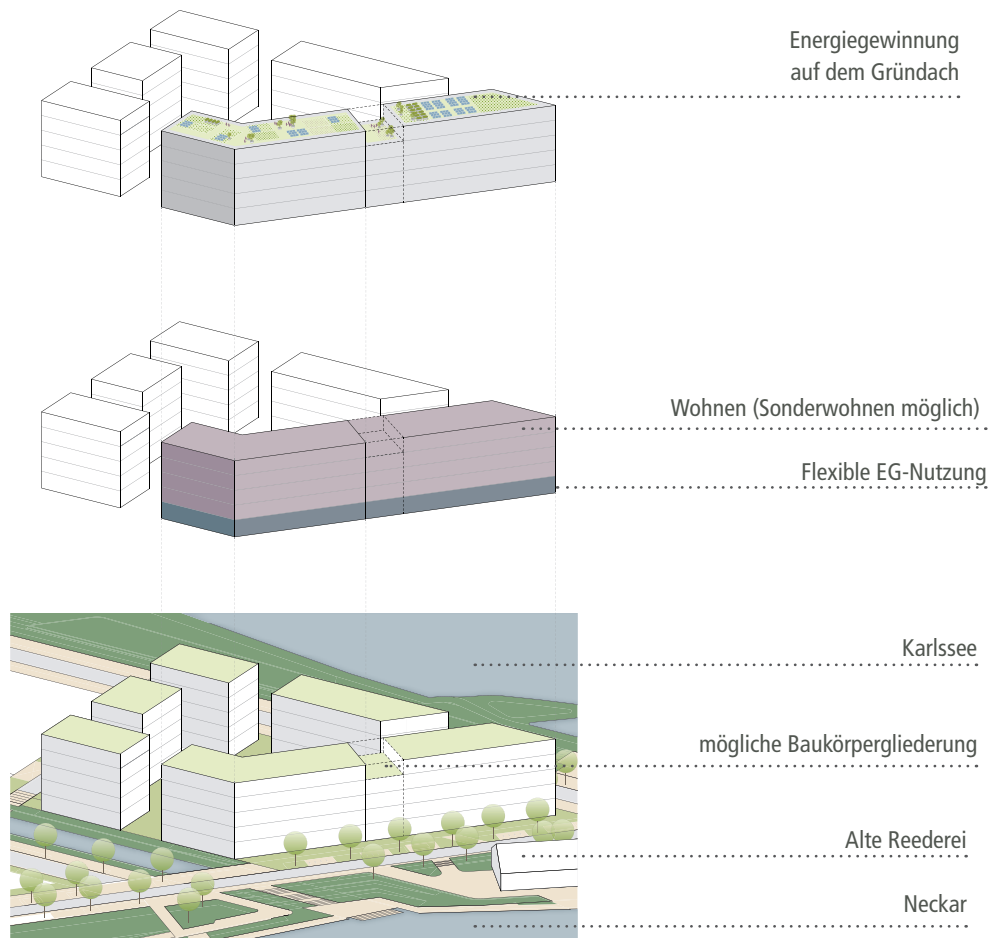 Energiegewinnung
auf dem Gründach
Wohnen (Sonderwohnen möglich)
Flexible EG-Nutzung
Karlssee
mögliche Baukörpergliederung
Alte Reederei
Neckar